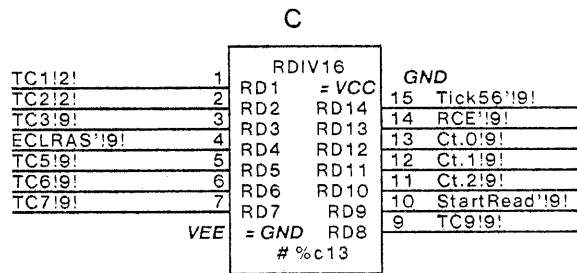 C
RDIV16
TC1!2! 1 RD1 =VCC GND
TC2!2! 2 RD2 RD14 15 Tick56'!9!
TC3!9! 3 RD3 RD13 14 RCE'!9!
ECLRAS'!9! 4 RD4 RD12 13 Ct.0!9!
TC5!9! 5 RD5 RD11 12 Ct.1!9!
TC6!9! 6 RD6 RD10 11 Ct.2!9!
TC7!9! 7 RD7 RD9 10 StartRead'!9!
VEE =GND RD8 9 TC9!9!
# %c13